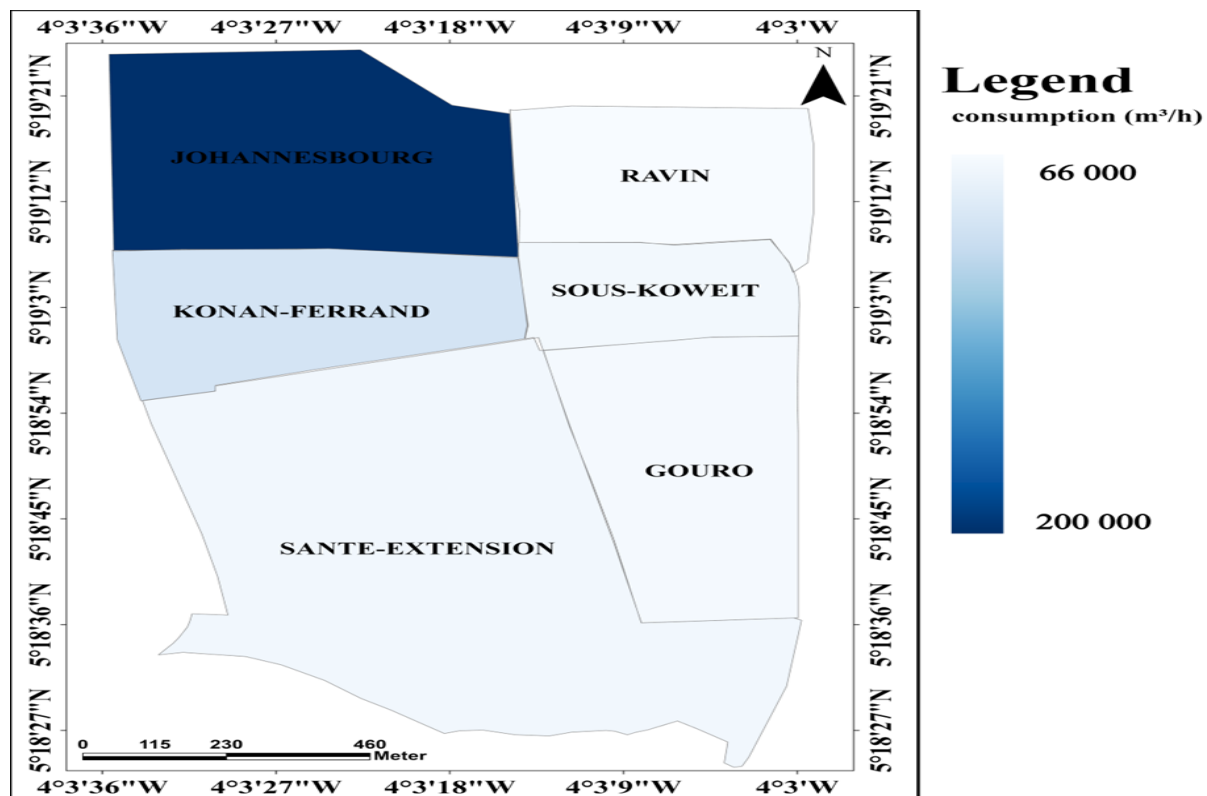 4°3'36"W 4°3'27"W 4°3'18"W 4°3'9"W 4°3'W
N
5°19'21"N 5°19'21"N
5°19'12"N 5°19'12"N
5°19'3"N 5°19'3"N
5°18'54"N 5°18'54"N
5°18'45"N 5°18'45"N
5°18'36"N 5°18'36"N
5°18'27"N 5°18'27"N
JOHANNESBOURG
RAVIN
SOUS-KOWEIT
KONAN-FERRAND
GOURO
SANTE-EXTENSION
0 115 230 460
Meter
4°3'36"W 4°3'27"W 4°3'18"W 4°3'9"W 4°3'W
Legend
consumption (m³/h)
66 000
200 000